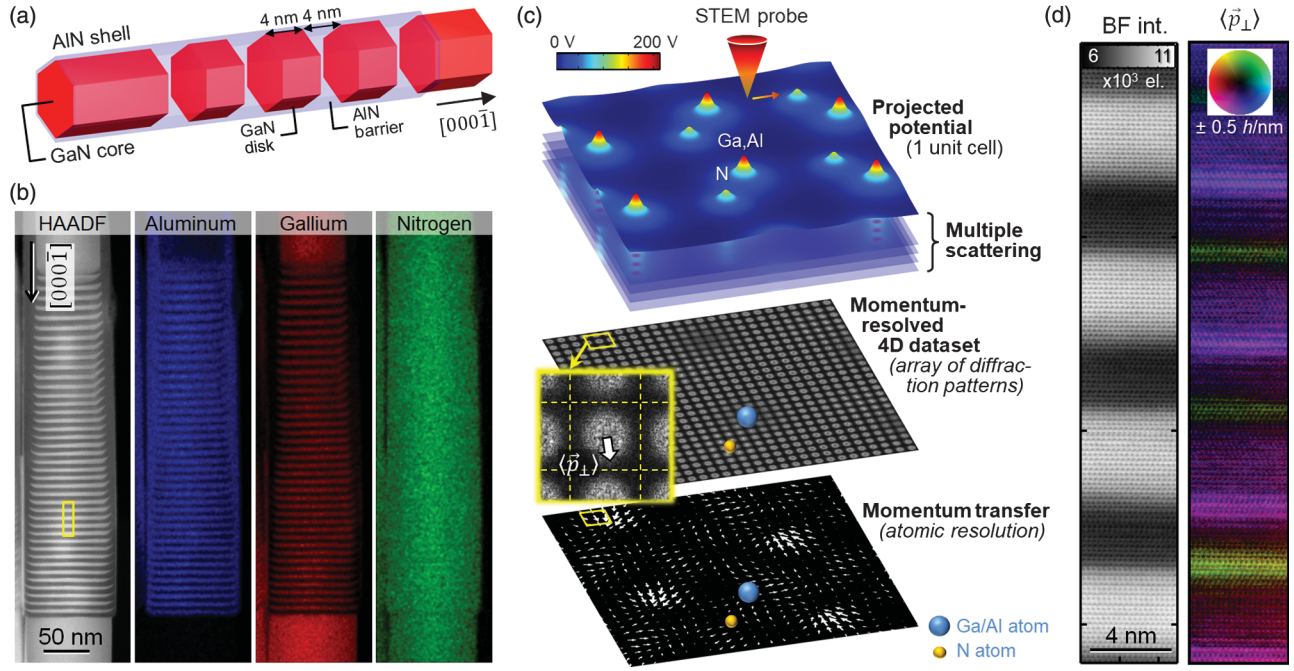 (a)
AlN shell
4 nm
4 nm
GaN core
GaN
disk
AlN
barrier
[0001̄]
(b)
HAADF
Aluminum
Gallium
Nitrogen
[0001̄]
50 nm
(c)
STEM probe
0 V
200 V
Ga,Al
N
Projected
potential
(1 unit cell)
Multiple
scattering
Momentum-
resolved
4D dataset
(array of diffrac-
tion patterns)
⟨p⃗⊥⟩
Momentum transfer
(atomic resolution)
Ga/Al atom
N atom
(d)
BF int.
6
11
x10³ el.
4 nm
⟨p⃗⊥⟩
± 0.5 h/nm